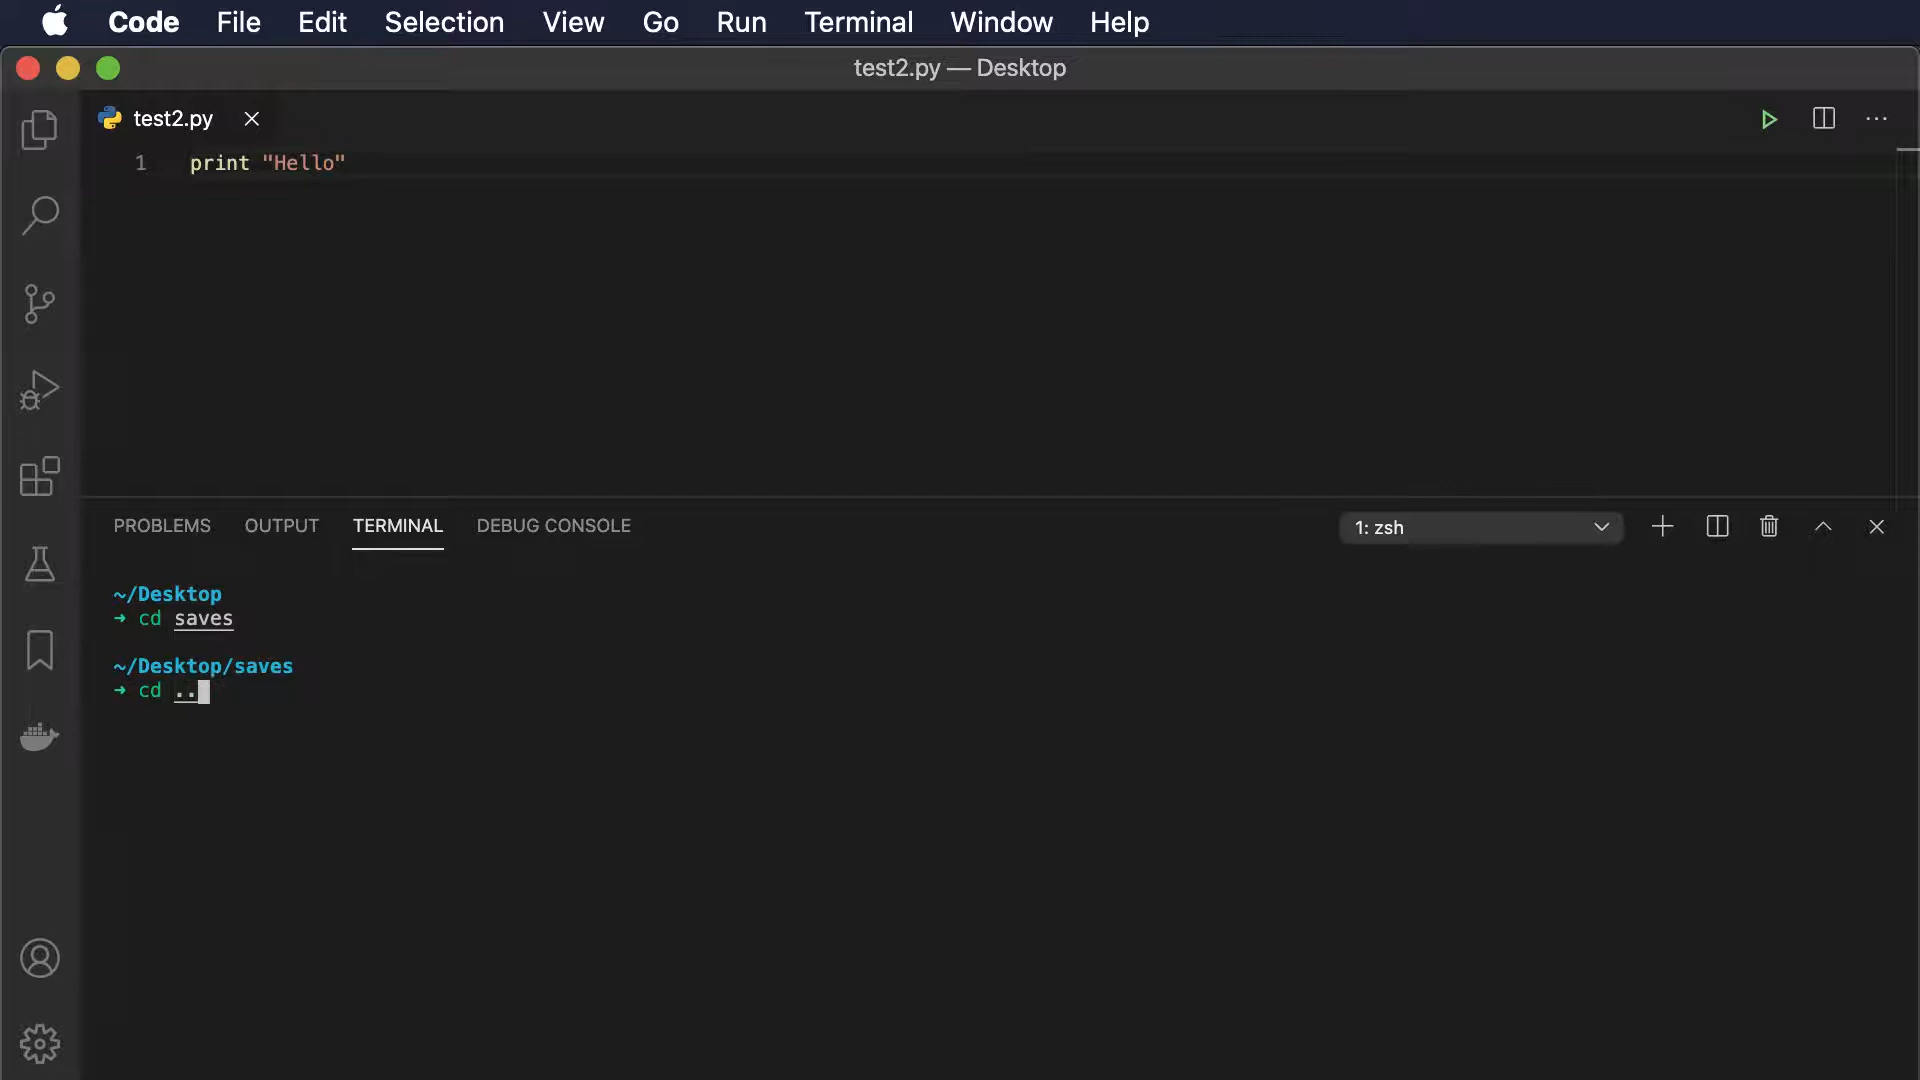 Code File Edit Selection View Go Run Terminal Window Help
test2.py — Desktop
test2.py
1 print "Hello"
PROBLEMS OUTPUT TERMINAL DEBUG CONSOLE 1: zsh
~/Desktop
➜ cd saves
~/Desktop/saves
➜ cd ..